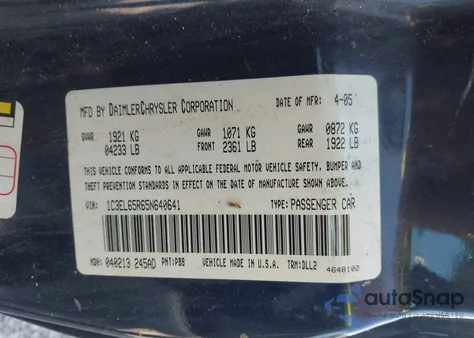 MFD BY DAIMLERCHRYSLER CORPORATION DATE OF MFR: 4-05
GVWR 1921 KG GAWR 1071 KG GAWR 0872 KG
04233 LB FRONT 2361 LB REAR 1922 LB
THIS VEHICLE CONFORMS TO ALL APPLICABLE FEDERAL MOTOR VEHICLE SAFETY, BUMPER AND
THEFT PREVENTION STANDARDS IN EFFECT ON THE DATE OF MANUFACTURE SHOWN ABOVE.
VIN: 1C3EL65R65N640641 TYPE: PASSENGER CAR
MDH: 040213 245AD PNT: PBB VEHICLE MADE IN U.S.A. TRM: DLL2
4648102
autoSnap